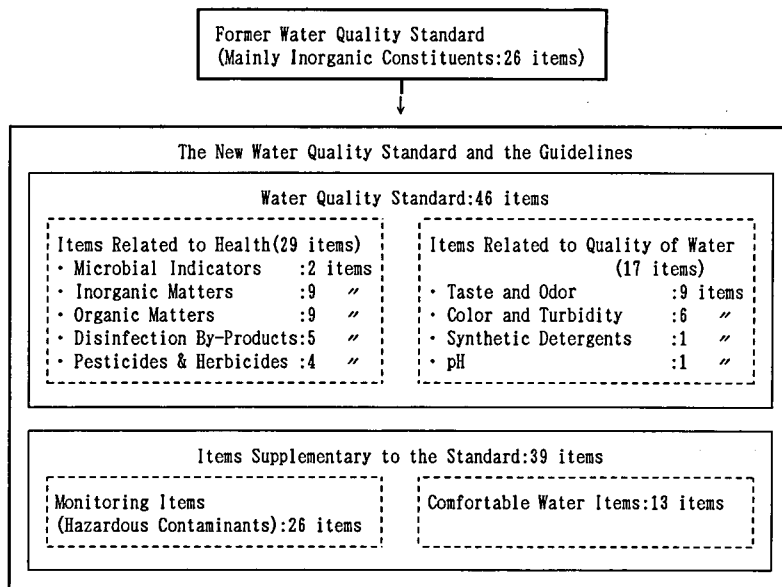 Former Water Quality Standard
(Mainly Inorganic Constituents:26 items)
The New Water Quality Standard and the Guidelines
Water Quality Standard:46 items
Items Related to Health(29 items)
・Microbial Indicators :2 items
・Inorganic Matters :9 〃
・Organic Matters :9 〃
・Disinfection By-Products:5 〃
・Pesticides & Herbicides :4 〃
Items Related to Quality of Water
(17 items)
・Taste and Odor :9 items
・Color and Turbidity :6 〃
・Synthetic Detergents :1 〃
・pH :1 〃
Items Supplementary to the Standard:39 items
Monitoring Items
(Hazardous Contaminants):26 items
Comfortable Water Items:13 items